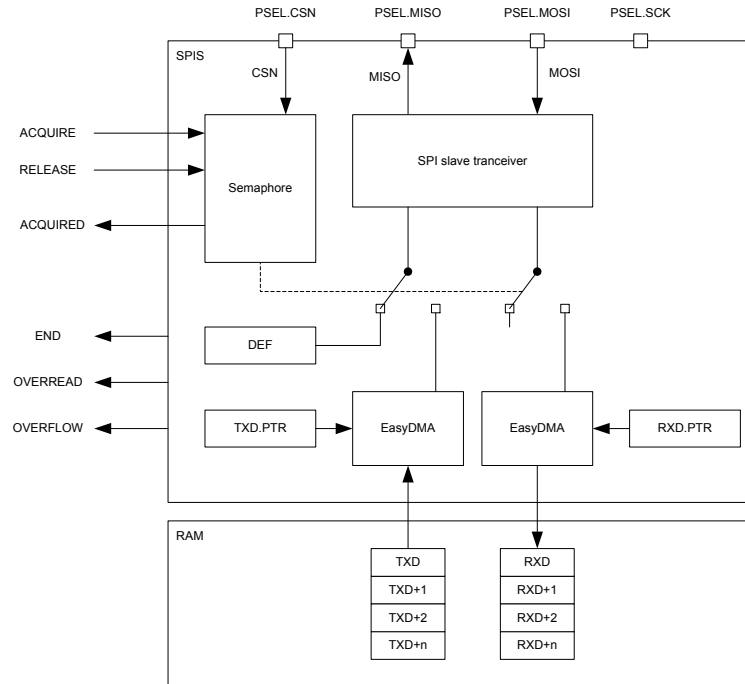 PSEL.CSN PSEL.MISO PSEL.MOSI PSEL.SCK
SPIS
CSN MISO MOSI
ACQUIRE
RELEASE
ACQUIRED
Semaphore
SPI slave tranceiver
END
OVERREAD
OVERFLOW
DEF
TXD.PTR EasyDMA EasyDMA RXD.PTR
RAM
TXD RXD
TXD+1 RXD+1
TXD+2 RXD+2
TXD+n RXD+n